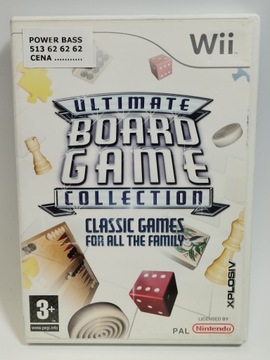 POWER BASS
513 62 62 62
CENA ............
Wii
ULTIMATE
BOARD
GAME
COLLECTION
CLASSIC GAMES
FOR ALL THE FAMILY
3+
www.pegi.info
PAL
LICENSED BY
Nintendo
XPLOSIV